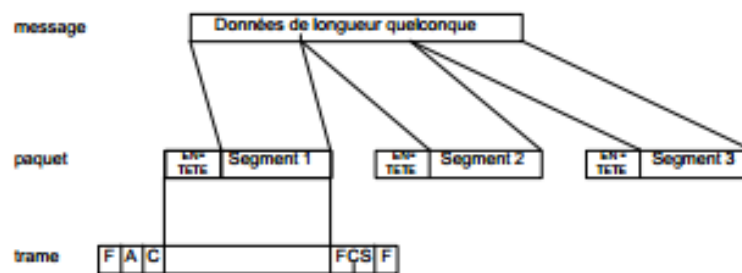 message Données de longueur quelconque
paquet EN-TETE Segment 1 EN-TETE Segment 2 EN-TETE Segment 3
trame F A C FCS F